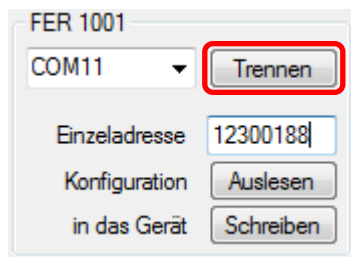 FER 1001
COM11 Trennen
Einzeladresse 12300188
Konfiguration Auslesen
in das Gerät Schreiben